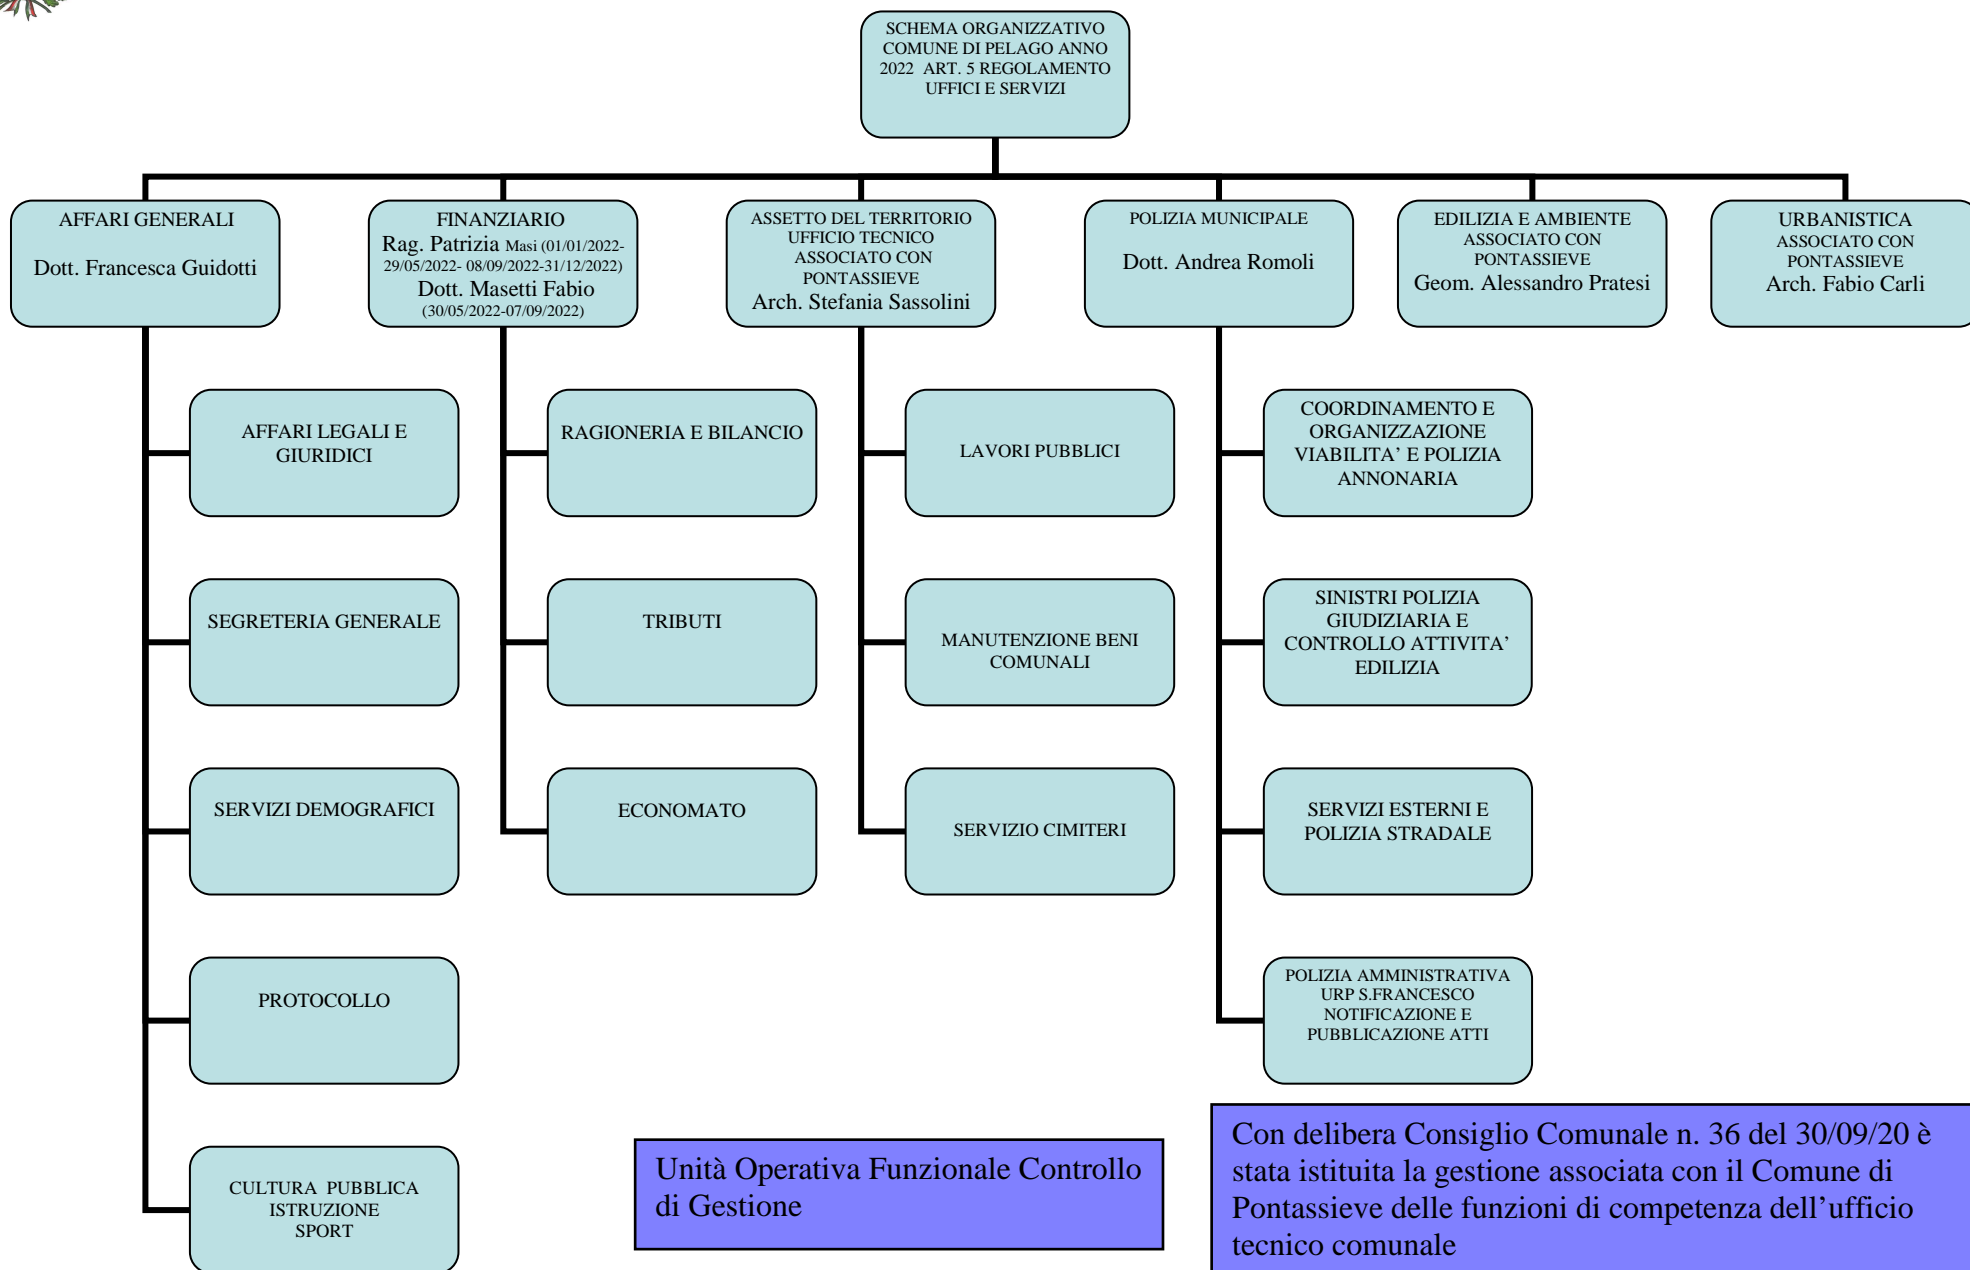 SCHEMA ORGANIZZATIVO
COMUNE DI PELAGO ANNO
2022 ART. 5 REGOLAMENTO
UFFICI E SERVIZI
AFFARI GENERALI
Dott. Francesca Guidotti
FINANZIARIO
Rag. Patrizia Masi (01/01/2022-
29/05/2022- 08/09/2022-31/12/2022)
Dott. Masetti Fabio
(30/05/2022-07/09/2022)
ASSETTO DEL TERRITORIO
UFFICIO TECNICO
ASSOCIATO CON
PONTASSIEVE
Arch. Stefania Sassolini
POLIZIA MUNICIPALE
Dott. Andrea Romoli
EDILIZIA E AMBIENTE
ASSOCIATO CON
PONTASSIEVE
Geom. Alessandro Pratesi
URBANISTICA
ASSOCIATO CON
PONTASSIEVE
Arch. Fabio Carli
AFFARI LEGALI E
GIURIDICI
SEGRETERIA GENERALE
SERVIZI DEMOGRAFICI
PROTOCOLLO
CULTURA PUBBLICA
ISTRUZIONE
SPORT
RAGIONERIA E BILANCIO
TRIBUTI
ECONOMATO
LAVORI PUBBLICI
MANUTENZIONE BENI
COMUNALI
SERVIZIO CIMITERI
COORDINAMENTO E
ORGANIZZAZIONE
VIABILITA’ E POLIZIA
ANNONARIA
SINISTRI POLIZIA
GIUDIZIARIA E
CONTROLLO ATTIVITA’
EDILIZIA
SERVIZI ESTERNI E
POLIZIA STRADALE
POLIZIA AMMINISTRATIVA
URP S.FRANCESCO
NOTIFICAZIONE E
PUBBLICAZIONE ATTI
Unità Operativa Funzionale Controllo
di Gestione
Con delibera Consiglio Comunale n. 36 del 30/09/20 è
stata istituita la gestione associata con il Comune di
Pontassieve delle funzioni di competenza dell’ufficio
tecnico comunale